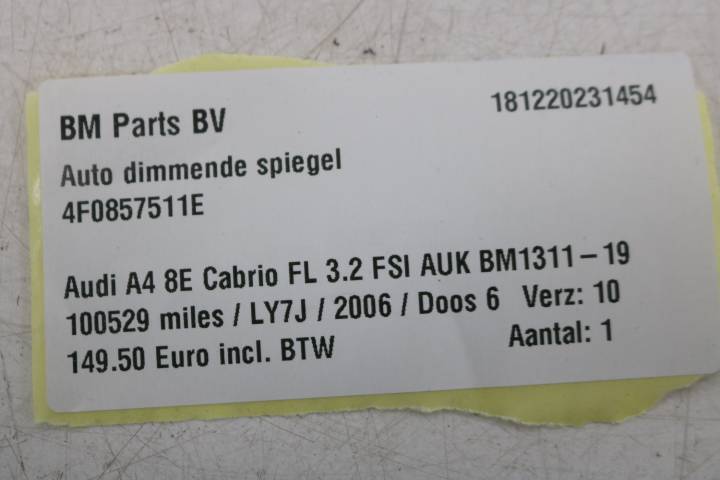 BM Parts BV 181220231454
Auto dimmende spiegel
4F0857511E
Audi A4 8E Cabrio FL 3.2 FSI AUK BM1311-19
100529 miles / LY7J / 2006 / Doos 6 Verz: 10
149.50 Euro incl. BTW Aantal: 1